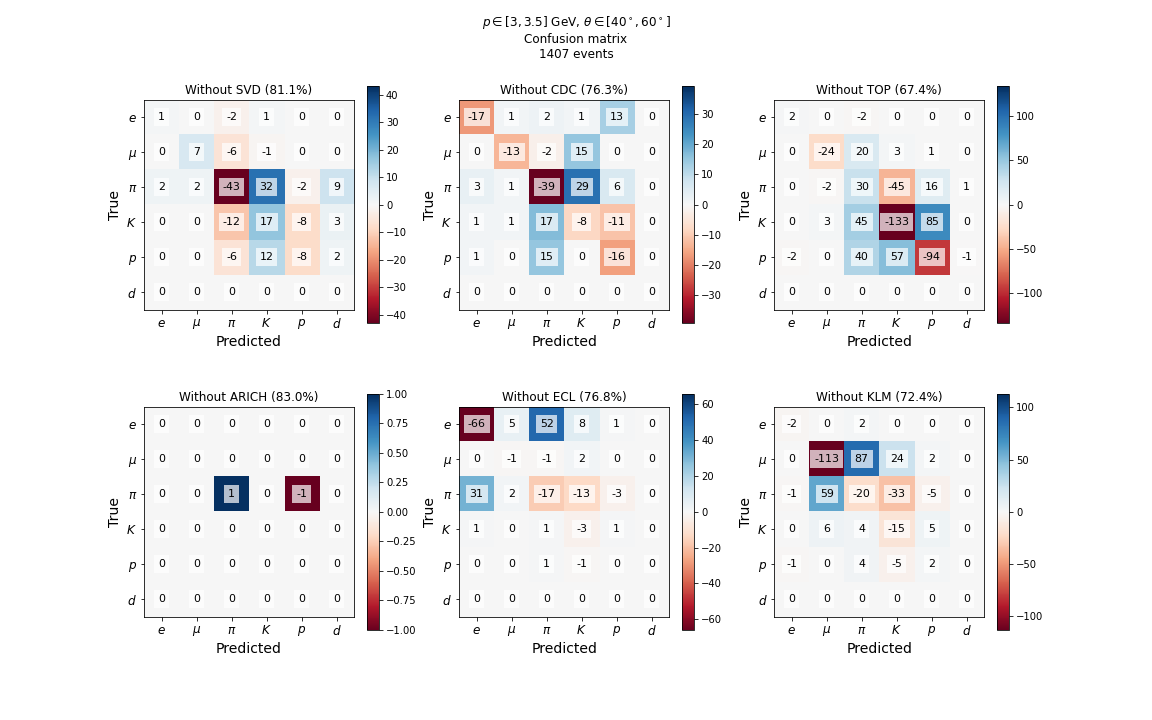 p ∈ [3, 3.5] GeV, θ ∈ [40°, 60°]
Confusion matrix
1407 events
Without SVD (81.1%)
True
e 1 0 -2 1 0 0
μ 0 7 -6 -1 0 0
π 2 2 -43 32 -2 9
K 0 0 -12 17 -8 3
p 0 0 -6 12 -8 2
d 0 0 0 0 0 0
e μ π K p d
Predicted
40
30
20
10
0
−10
−20
−30
−40
Without CDC (76.3%)
True
e -17 1 2 1 13 0
μ 0 -13 -2 15 0 0
π 3 1 -39 29 6 0
K 1 1 17 -8 -11 0
p 1 0 15 0 -16 0
d 0 0 0 0 0 0
e μ π K p d
Predicted
30
20
10
0
−10
−20
−30
Without TOP (67.4%)
True
e 2 0 -2 0 0 0
μ 0 -24 20 3 1 0
π 0 -2 30 -45 16 1
K 0 3 45 -133 85 0
p -2 0 40 57 -94 -1
d 0 0 0 0 0 0
e μ π K p d
Predicted
100
50
0
−50
−100
Without ARICH (83.0%)
True
e 0 0 0 0 0 0
μ 0 0 0 0 0 0
π 0 0 1 0 -1 0
K 0 0 0 0 0 0
p 0 0 0 0 0 0
d 0 0 0 0 0 0
e μ π K p d
Predicted
1.00
0.75
0.50
0.25
0.00
−0.25
−0.50
−0.75
−1.00
Without ECL (76.8%)
True
e -66 5 52 8 1 0
μ 0 -1 -1 2 0 0
π 31 2 -17 -13 -3 0
K 1 0 1 -3 1 0
p 0 0 1 -1 0 0
d 0 0 0 0 0 0
e μ π K p d
Predicted
60
40
20
0
−20
−40
−60
Without KLM (72.4%)
True
e -2 0 2 0 0 0
μ 0 -113 87 24 2 0
π -1 59 -20 -33 -5 0
K 0 6 4 -15 5 0
p -1 0 4 -5 2 0
d 0 0 0 0 0 0
e μ π K p d
Predicted
100
50
0
−50
−100